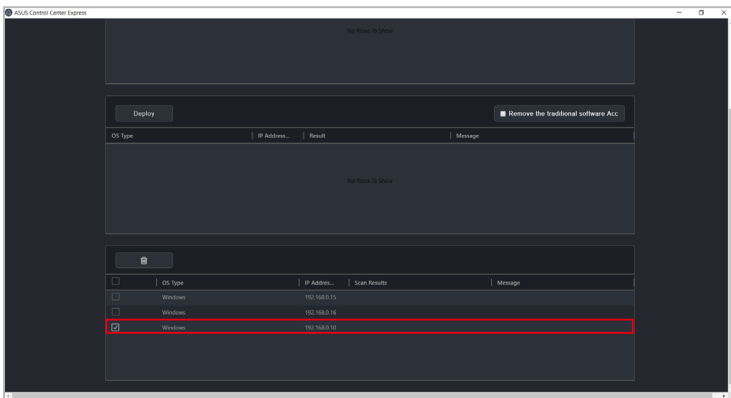 ASUS Control Center Express
No Rows To Show
Deploy
Remove the traditional software Acc
OS Type IP Address... Result Message
No Rows To Show
OS Type IP Addres... Scan Results Message
Windows 192.168.0.15
Windows 192.168.0.16
Windows 192.168.0.10